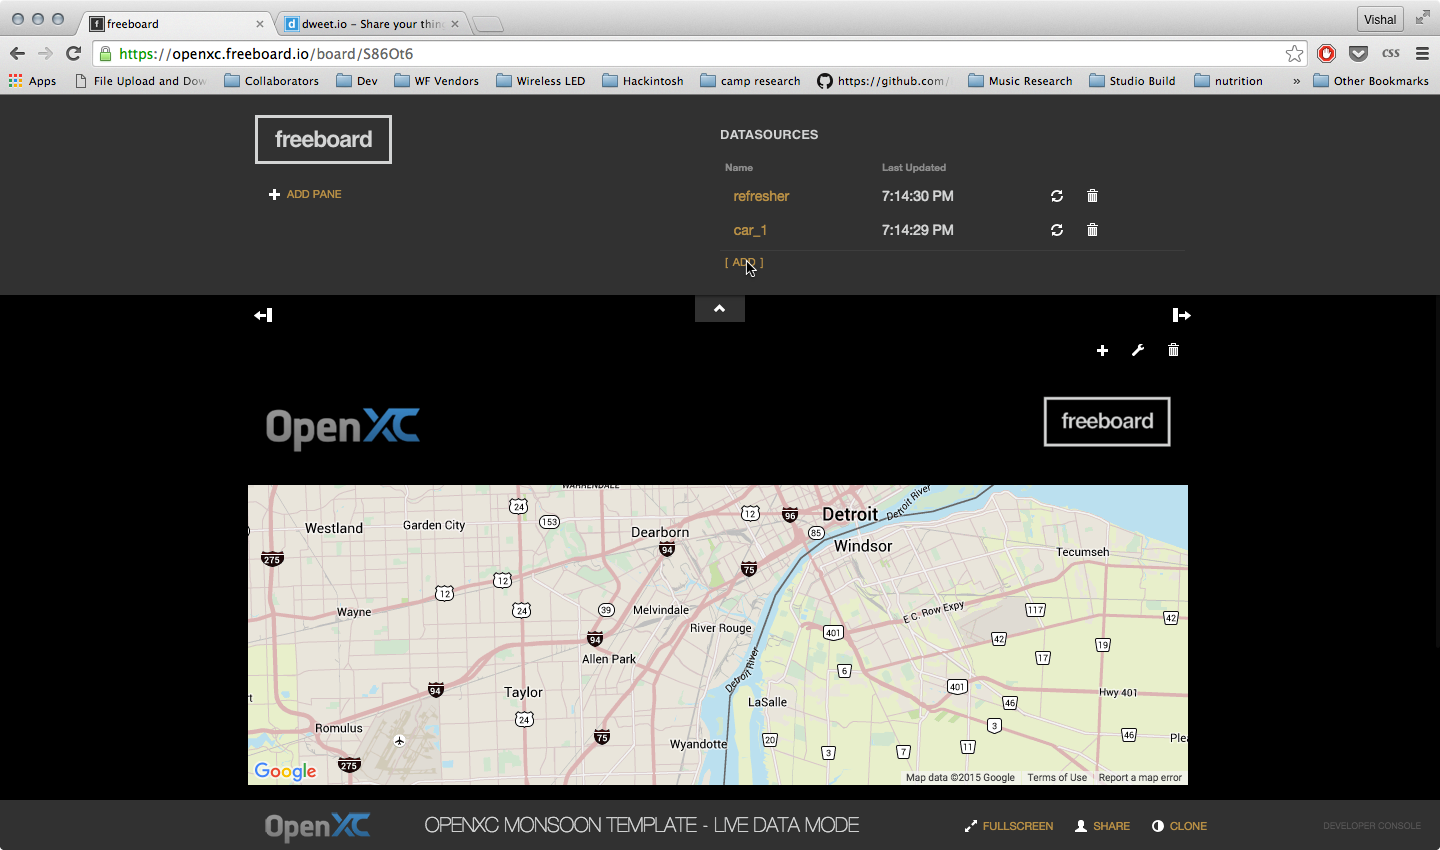 freeboard
dweet.io – Share your thin
Vishal
https://openxc.freeboard.io/board/S86Ot6
css
Apps
File Upload and Dow
Collaborators
Dev
WF Vendors
Wireless LED
Hackintosh
camp research
https://github.com/
Music Research
Studio Build
nutrition
»
Other Bookmarks
freeboard
ADD PANE
DATASOURCES
Name Last Updated
refresher 7:14:30 PM
car_1 7:14:29 PM
[ ADD ]
OpenXC
freeboard
WARRENDALE
Detroit River
24
153
12
96
Detroit
85
Westland
Garden City
Dearborn
94
Windsor
Tecumseh
275
75
12
12
24
39
Wayne
Melvindale
River Rouge
E C. Row Expy
117
42
401
42
19
17
94
Allen Park
6
Detroit River
94
Taylor
401
Hwy 401
46
LaSalle
24
3
46
Romulus
75
Wyandotte
20
3
7
11
Plea
275
Google
Map data ©2015 Google Terms of Use Report a map error
OpenXC
OPENXC MONSOON TEMPLATE - LIVE DATA MODE
FULLSCREEN
SHARE
CLONE
DEVELOPER CONSOLE